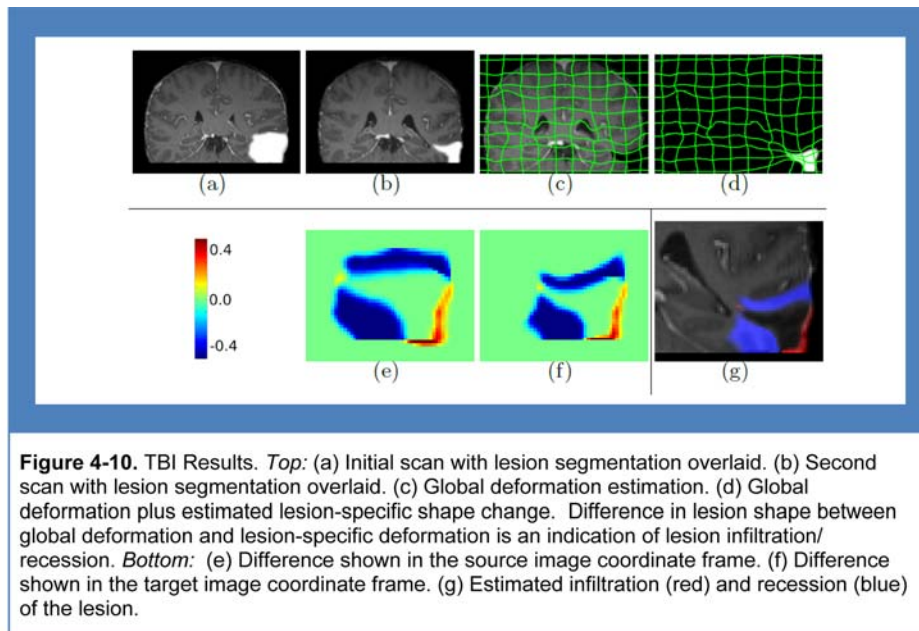 (a)
(b)
(c)
(d)
0.4
0.0
-0.4
(e)
(f)
(g)
Figure 4-10. TBI Results. Top: (a) Initial scan with lesion segmentation overlaid. (b) Second
scan with lesion segmentation overlaid. (c) Global deformation estimation. (d) Global
deformation plus estimated lesion-specific shape change.  Difference in lesion shape between
global deformation and lesion-specific deformation is an indication of lesion infiltration/
recession. Bottom:  (e) Difference shown in the source image coordinate frame. (f) Difference
shown in the target image coordinate frame. (g) Estimated infiltration (red) and recession (blue)
of the lesion.